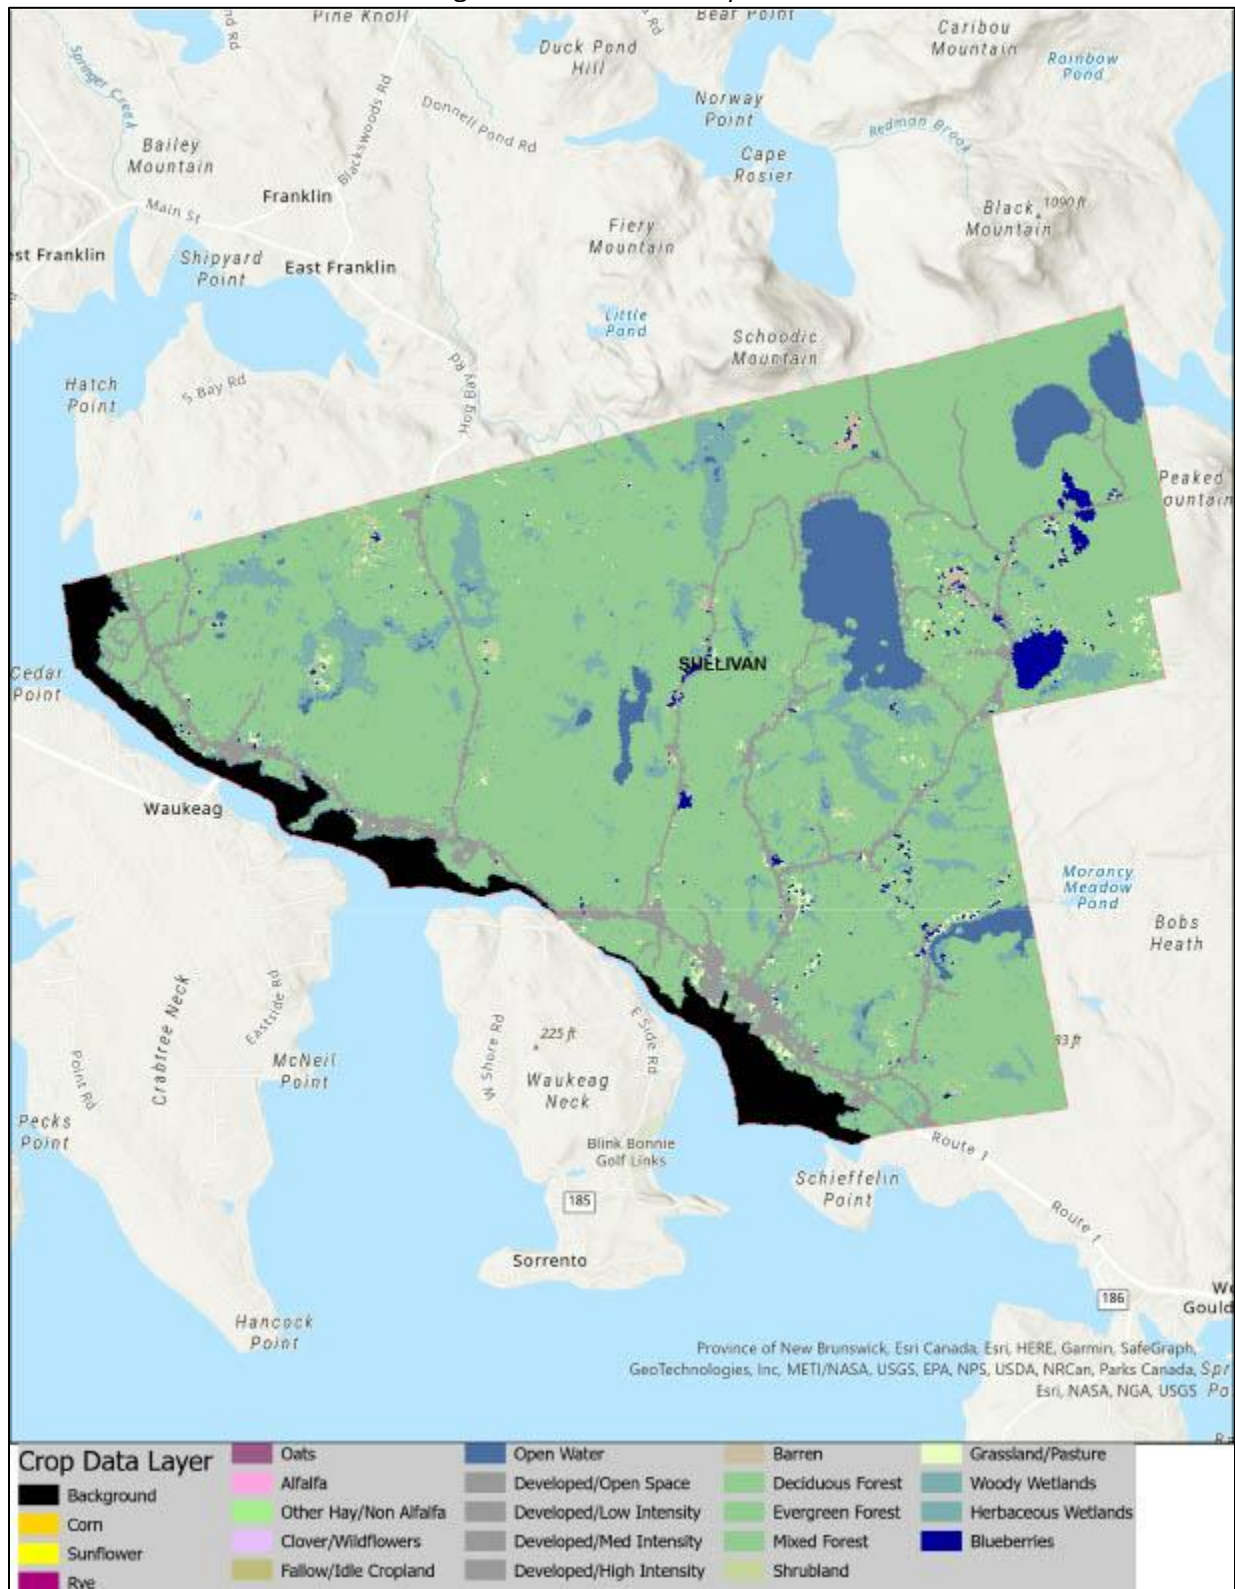 Pine Knoll
Bear Point
Caribou
Mountain
Duck Pond
Hill
Rainbow
Pond
Springer Creek
Norway
Point
Donnell Pond Rd
Blackswoods Rd
Redman Brook
Bailey
Mountain
Cape
Rosier
Franklin
Main St
Black
Mountain
1090 ft
Fiery
Mountain
st Franklin
Shipyard
Point
East Franklin
Little
Pond
Schoodic
Mountain
Hatch
Point
S Bay Rd
Hog Bay Rd
Peaked
ountain
Cedar
Point
SULLIVAN
Waukeag
Morancy
Meadow
Pond
Bobs
Heath
Crabtree Neck
Eastside Rd
W Shore Rd
225 ft
E Side Rd
33 ft
McNeil
Point
Point Rd
Waukeag
Neck
Pecks
Point
Blink Bonnie
Golf Links
Route 1
Schieffelin
Point
185
Route 1
Sorrento
186
Gould
Hancock
Point
Province of New Brunswick, Esri Canada, Esri, HERE, Garmin, SafeGraph,
GeoTechnologies, Inc, METI/NASA, USGS, EPA, NPS, USDA, NRCan, Parks Canada,
Esri, NASA, NGA, USGS
Crop Data Layer
Background
Corn
Sunflower
Rye
Oats
Alfalfa
Other Hay/Non Alfalfa
Clover/Wildflowers
Fallow/Idle Cropland
Open Water
Developed/Open Space
Developed/Low Intensity
Developed/Med Intensity
Developed/High Intensity
Barren
Deciduous Forest
Evergreen Forest
Mixed Forest
Shrubland
Grassland/Pasture
Woody Wetlands
Herbaceous Wetlands
Blueberries